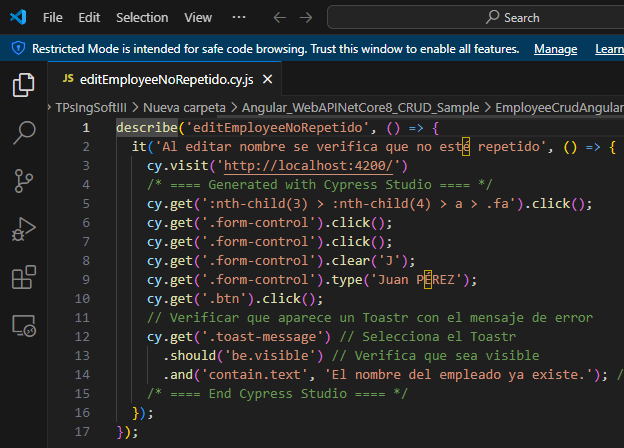 File Edit Selection View ··· Search
Restricted Mode is intended for safe code browsing. Trust this window to enable all features. Manage Learn
JS editEmployeeNoRepetido.cy.js
TPsIngSoftIII > Nueva carpeta > Angular_WebAPINetCore8_CRUD_Sample > EmployeeCrudAngular
1 describe('editEmployeeNoRepetido', () => {
2 it('Al editar nombre se verifica que no esté repetido', () => {
3 cy.visit('http://localhost:4200/')
4 /* ==== Generated with Cypress Studio ==== */
5 cy.get(':nth-child(3) > :nth-child(4) > a > .fa').click();
6 cy.get('.form-control').click();
7 cy.get('.form-control').click();
8 cy.get('.form-control').clear('J');
9 cy.get('.form-control').type('Juan PÉREZ');
10 cy.get('.btn').click();
11 // Verificar que aparece un Toastr con el mensaje de error
12 cy.get('.toast-message') // Selecciona el Toastr
13 .should('be.visible') // Verifica que sea visible
14 .and('contain.text', 'El nombre del empleado ya existe.'); /
15 /* ==== End Cypress Studio ==== */
16 });
17 });